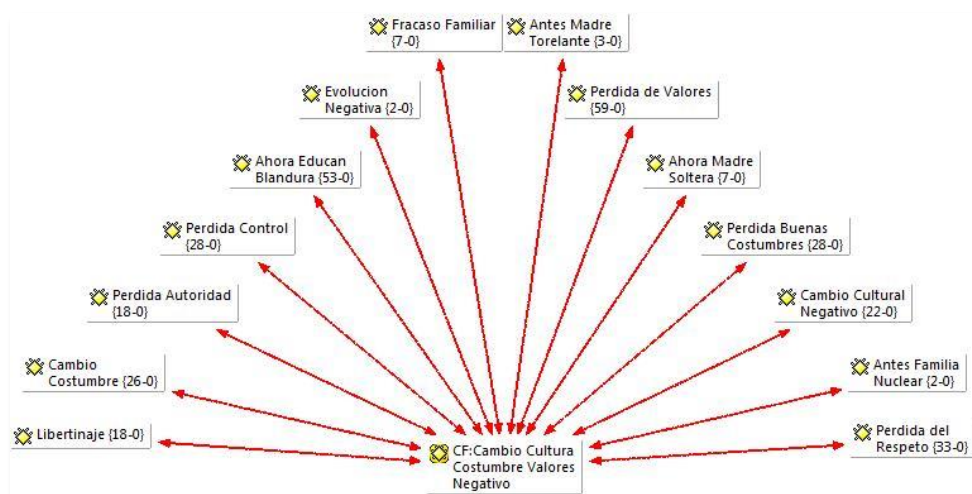 Fracaso Familiar
{7-0}
Antes Madre
Torelante {3-0}
Evolucion
Negativa {2-0}
Perdida de Valores
{59-0}
Ahora Educan
Blandura {53-0}
Ahora Madre
Soltera {7-0}
Perdida Control
{28-0}
Perdida Buenas
Costumbres {28-0}
Perdida Autoridad
{18-0}
Cambio Cultural
Negativo {22-0}
Cambio
Costumbre {26-0}
Antes Familia
Nuclear {2-0}
Libertinaje {18-0}
CF:Cambio Cultura
Costumbre Valores
Negativo
Perdida del
Respeto {33-0}